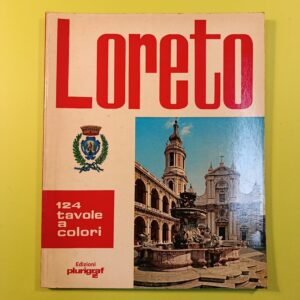 Loreto
124
tavole
a
colori
Edizioni
plurigraf